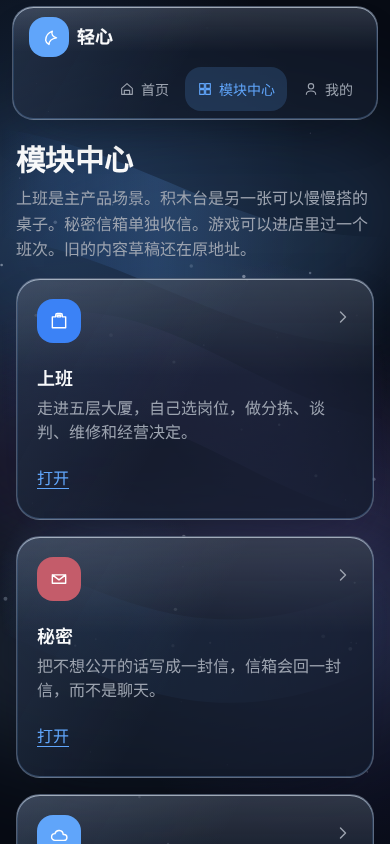 轻心
首页
模块中心
我的
模块中心
上班是主产品场景。积木台是另一张可以慢慢搭的
桌子。秘密信箱单独收信。游戏可以进店里过一个
班次。旧的内容草稿还在原地址。
上班
走进五层大厦，自己选岗位，做分拣、谈
判、维修和经营决定。
打开
秘密
把不想公开的话写成一封信，信箱会回一封
信，而不是聊天。
打开